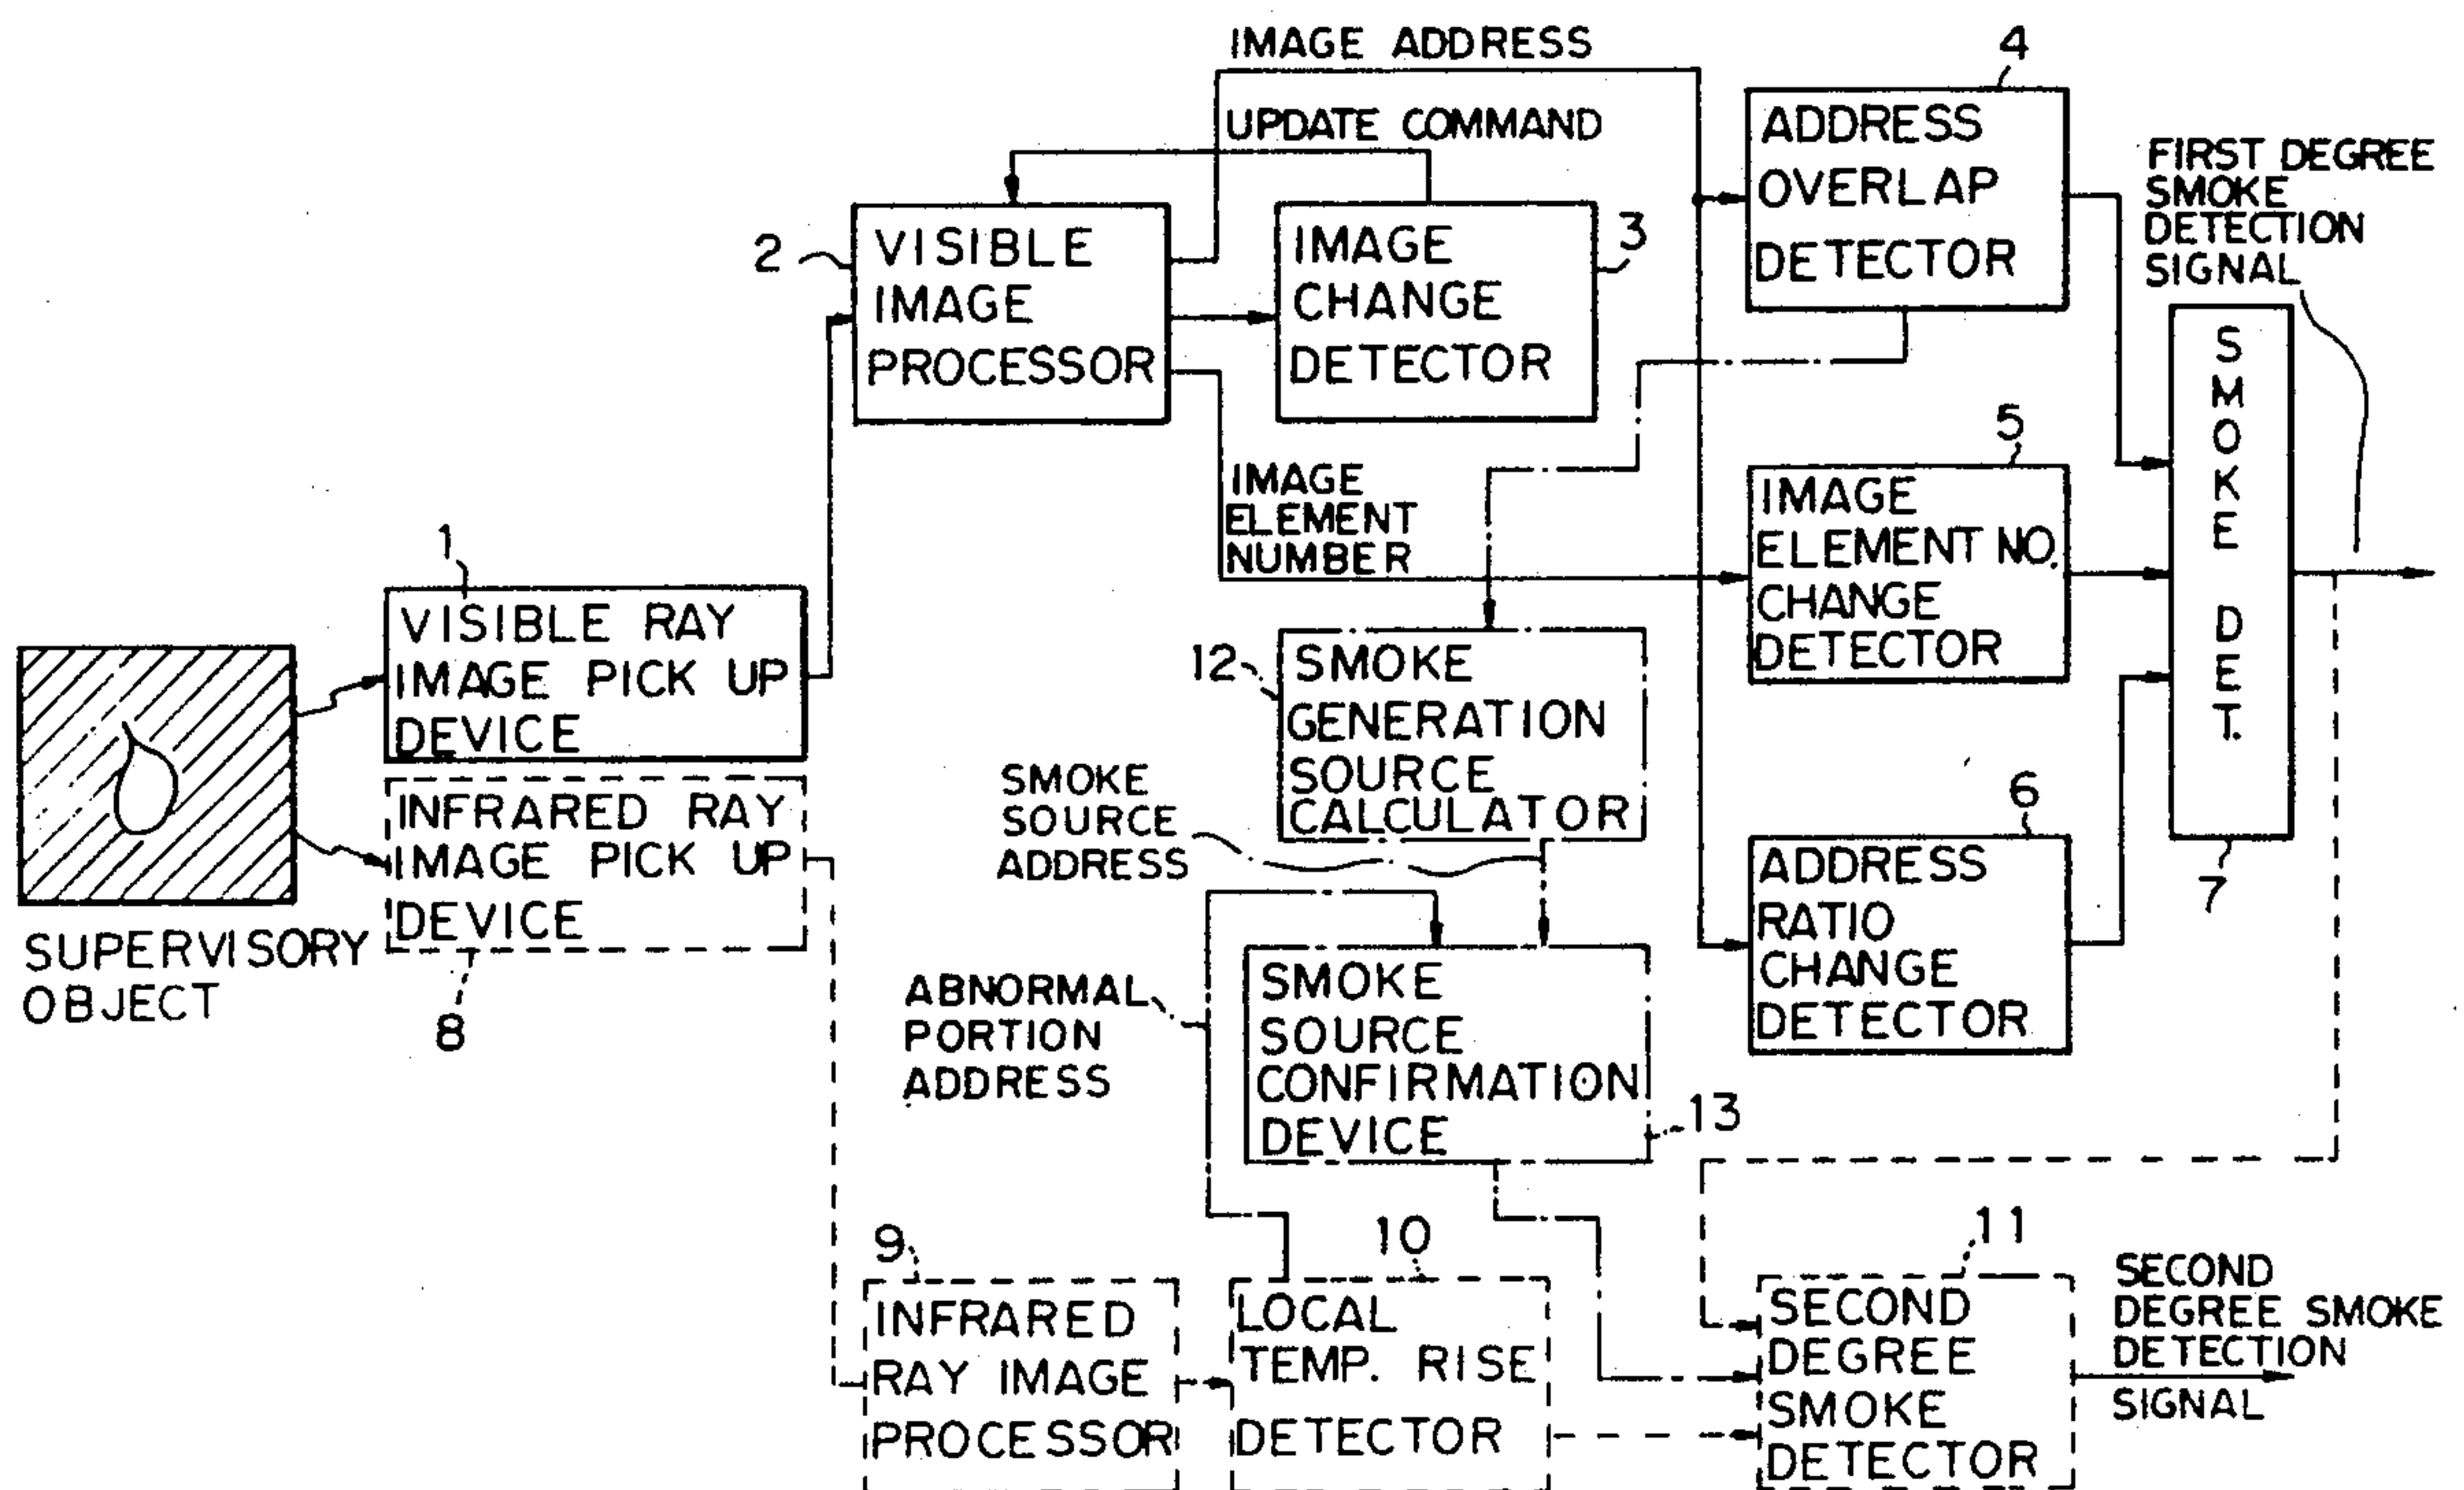 IMAGE ADDRESS
UPDATE COMMAND
4
ADDRESS
OVERLAP
DETECTOR
FIRST DEGREE
SMOKE
DETECTION
SIGNAL
2
VISIBLE
IMAGE
PROCESSOR
IMAGE
CHANGE
DETECTOR
3
SMOKE DET.
7
IMAGE
ELEMENT
NUMBER
5
IMAGE
ELEMENT NO.
CHANGE
DETECTOR
1
VISIBLE RAY
IMAGE PICK UP
DEVICE
12
SMOKE
GENERATION
SOURCE
CALCULATOR
INFRARED RAY
IMAGE PICK UP
DEVICE
8
SUPERVISORY
OBJECT
SMOKE
SOURCE
ADDRESS
6
ADDRESS
RATIO
CHANGE
DETECTOR
ABNORMAL
PORTION
ADDRESS
SMOKE
SOURCE
CONFIRMATION
DEVICE
13
9
INFRARED
RAY IMAGE
PROCESSOR
10
LOCAL
TEMP. RISE
DETECTOR
11
SECOND
DEGREE
SMOKE
DETECTOR
SECOND
DEGREE SMOKE
DETECTION
SIGNAL